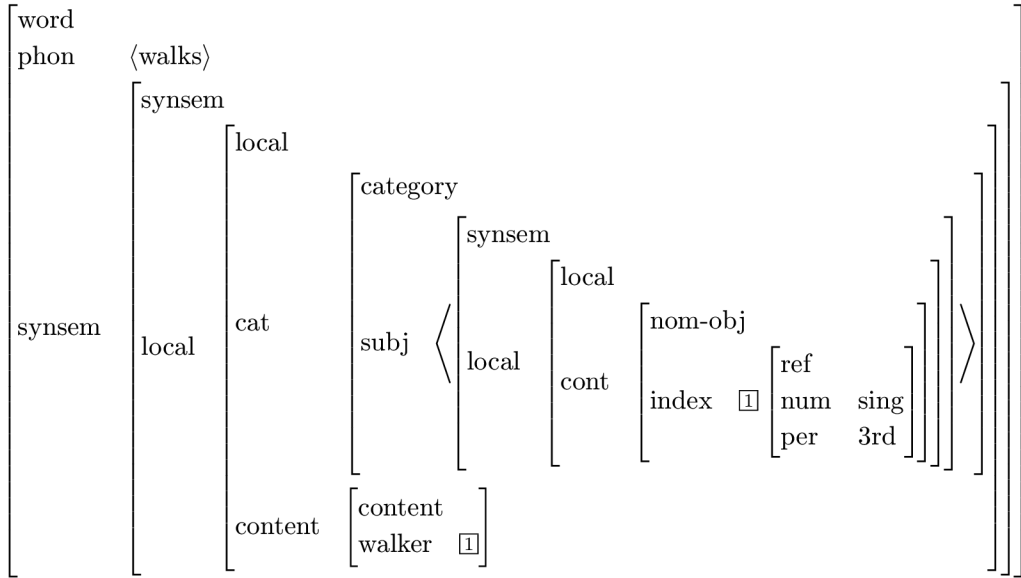 word
phon ⟨walks⟩
synsem
local
category
synsem
local
nom-obj
ref
synsem local cat subj ⟨ local cont index 1 num sing ⟩
per 3rd
content
content walker 1